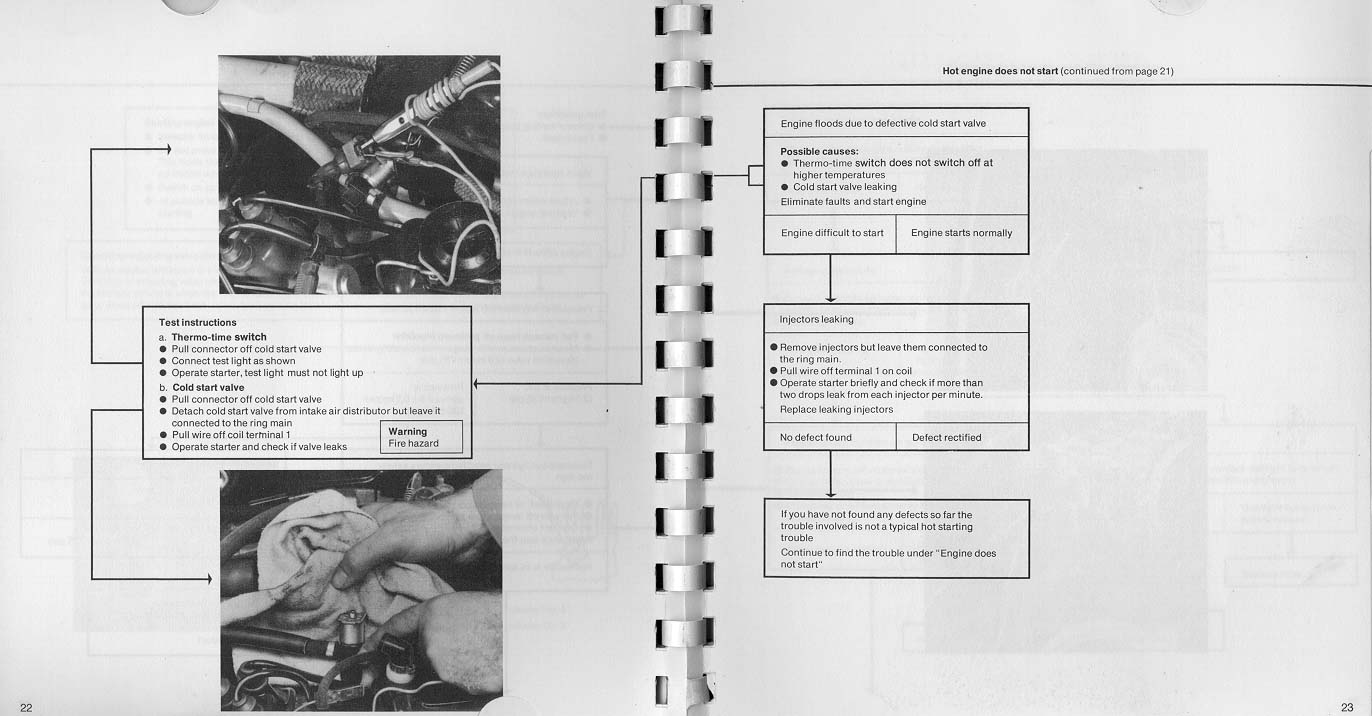 Test instructions
a. Thermo-time switch
● Pull connector off cold start valve
● Connect test light as shown
● Operate starter, test light must not light up
b. Cold start valve
● Pull connector off cold start valve
● Detach cold start valve from intake air distributor but leave it
connected to the ring main
● Pull wire off coil terminal 1
● Operate starter and check if valve leaks
Warning
Fire hazard
22
Hot engine does not start (continued from page 21)
Engine floods due to defective cold start valve
Possible causes:
● Thermo-time switch does not switch off at
higher temperatures
● Cold start valve leaking
Eliminate faults and start engine
Engine difficult to start
Engine starts normally
Injectors leaking
● Remove injectors but leave them connected to
the ring main.
● Pull wire off terminal 1 on coil
● Operate starter briefly and check if more than
two drops leak from each injector per minute.
Replace leaking injectors
No defect found
Defect rectified
If you have not found any defects so far the
trouble involved is not a typical hot starting
trouble
Continue to find the trouble under "Engine does
not start"
23